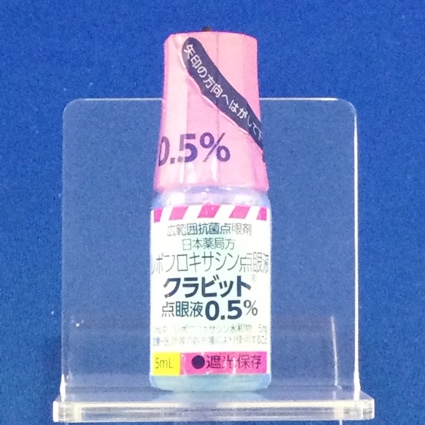 矢印の方向へはがして下
0.5%
広範囲抗菌点眼剤
日本薬局方
レボフロキサシン点眼液
クラビット®
点眼液0.5%
5mL
●遮光保存